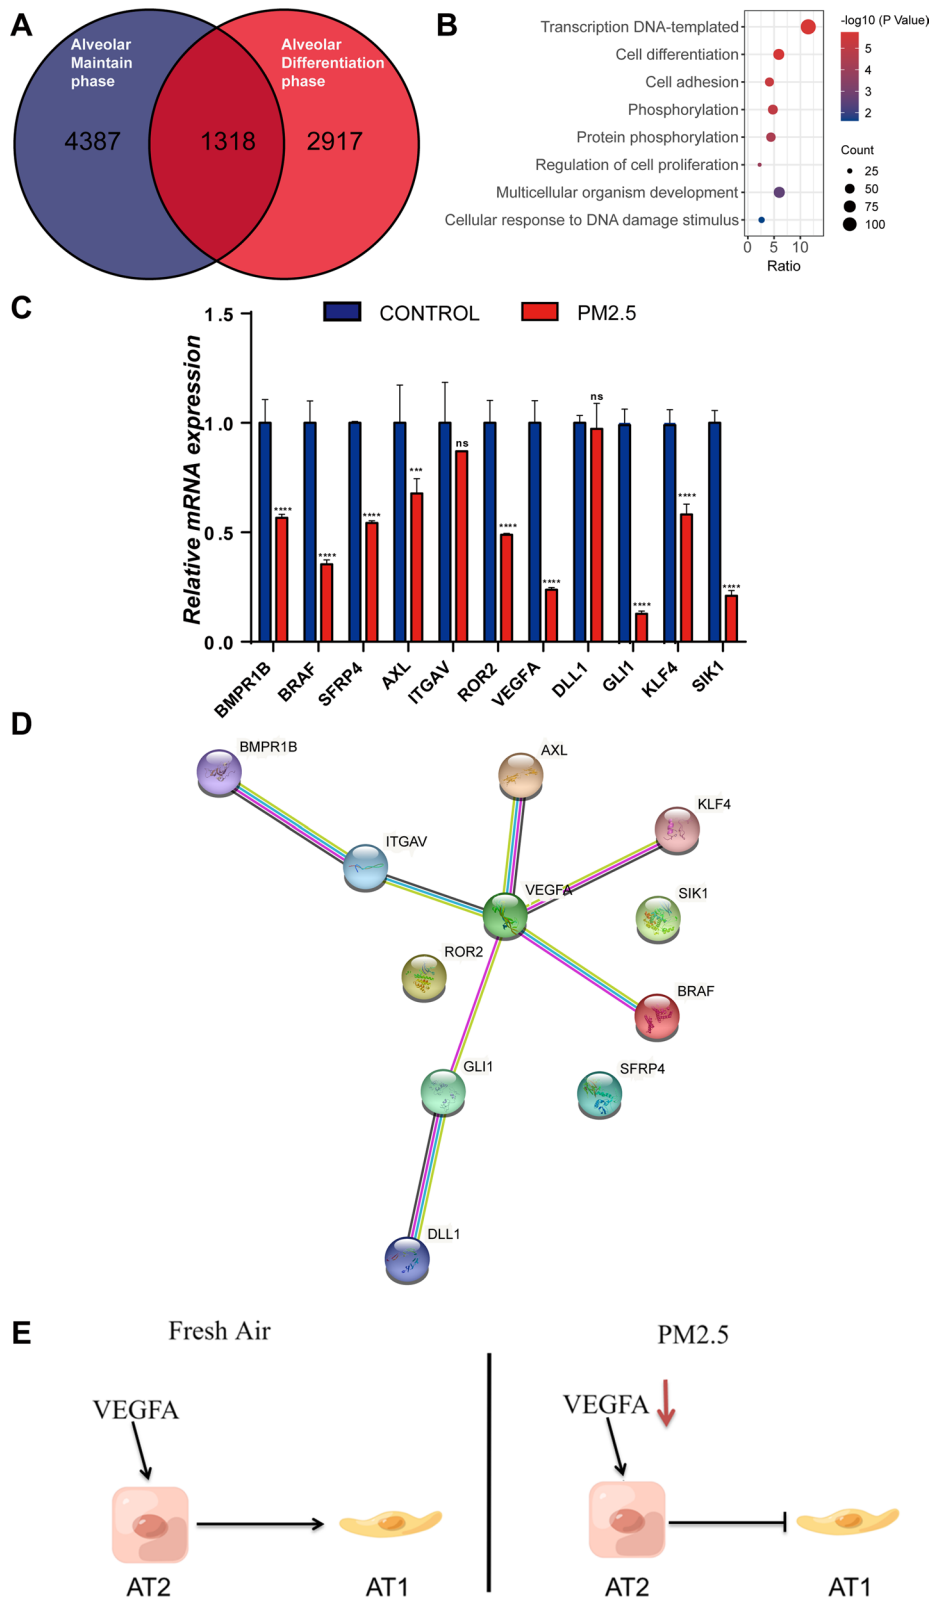 A
Alveolar
Maintain
phase
Alveolar
Differentiation
phase
4387
1318
2917
B
Transcription DNA-templated
Cell differentiation
Cell adhesion
Phosphorylation
Protein phosphorylation
Regulation of cell proliferation
Multicellular organism development
Cellular response to DNA damage stimulus
0 5 10
Ratio
-log10 (P Value)
5
4
3
2
Count
25
50
75
100
C
CONTROL
PM2.5
Relative mRNA expression
1.5
1.0
0.5
0.0
****
****
****
***
ns
****
****
ns
****
****
****
BMPR1B
BRAF
SFRP4
AXL
ITGAV
ROR2
VEGFA
DLL1
GLI1
KLF4
SIK1
D
BMPR1B
AXL
KLF4
ITGAV
VEGFA
SIK1
ROR2
BRAF
GLI1
SFRP4
DLL1
E
Fresh Air
PM2.5
VEGFA
VEGFA
AT2
AT1
AT2
AT1